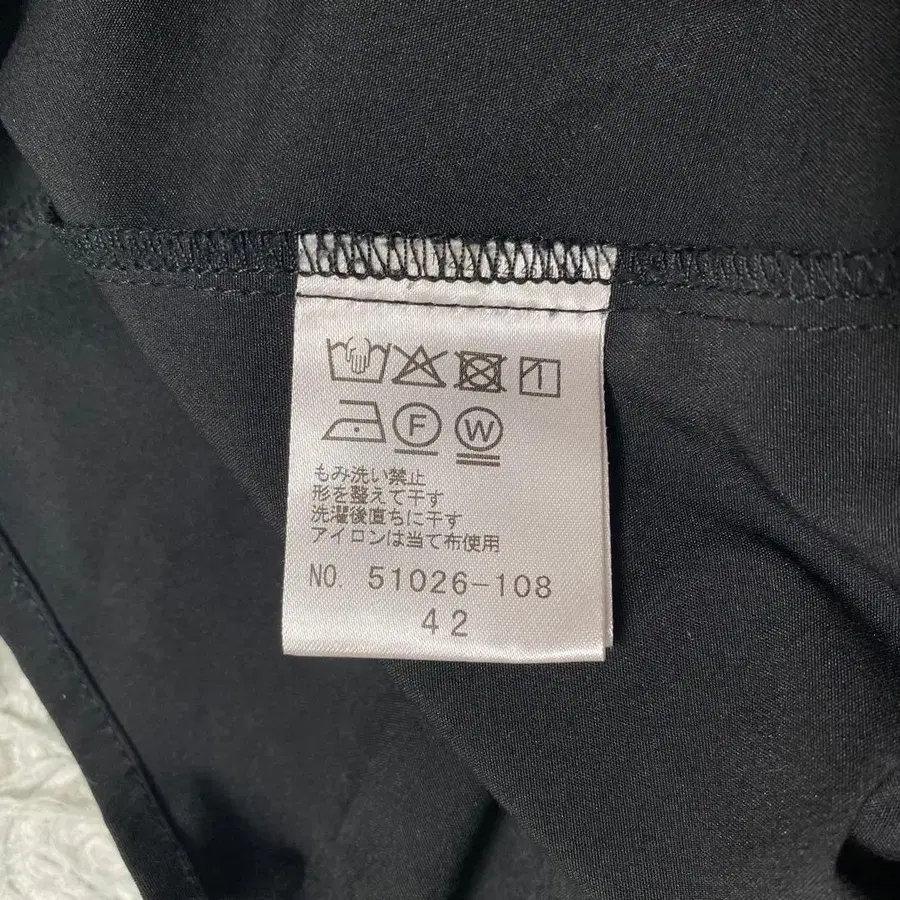 F W
もみ洗い禁止
形を整えて干す
洗濯後直ちに干す
アイロンは当て布使用
NO. 51026-108
42